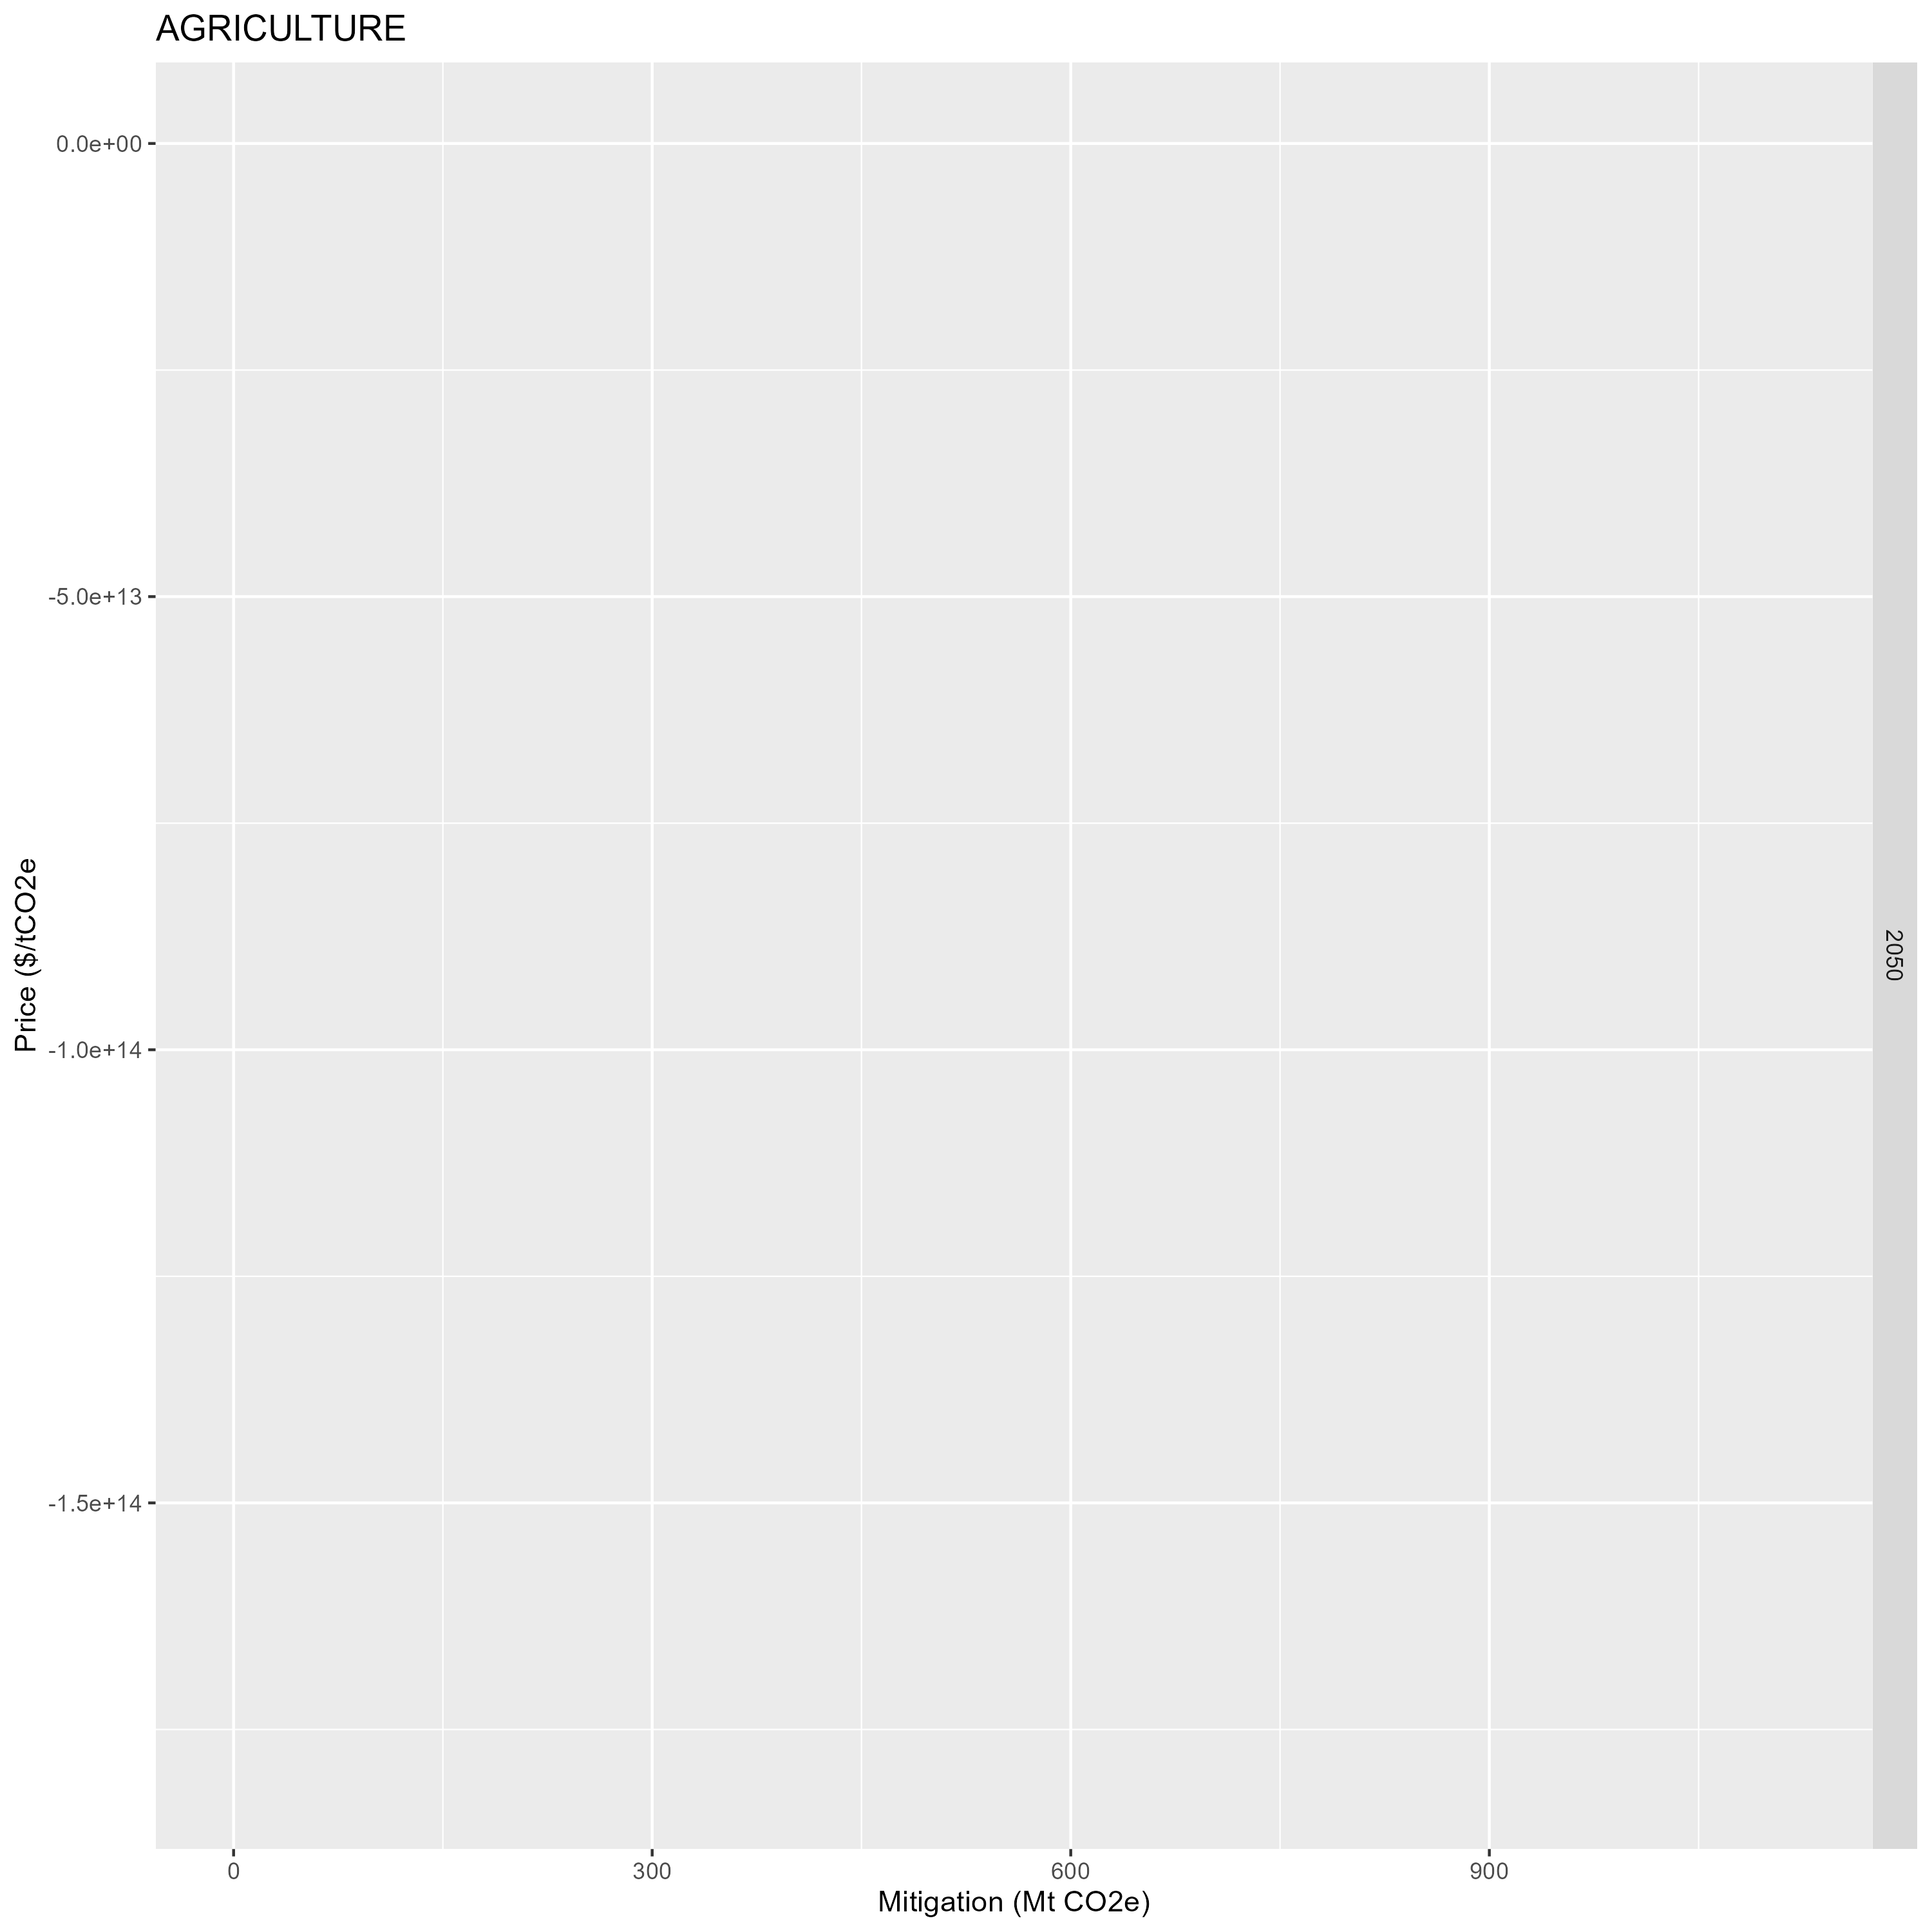 AGRICULTURE
0.0e+00
-5.0e+13
-1.0e+14
-1.5e+14
Price ($/tCO2e
2050
0 300 600 900
Mitigation (Mt CO2e)